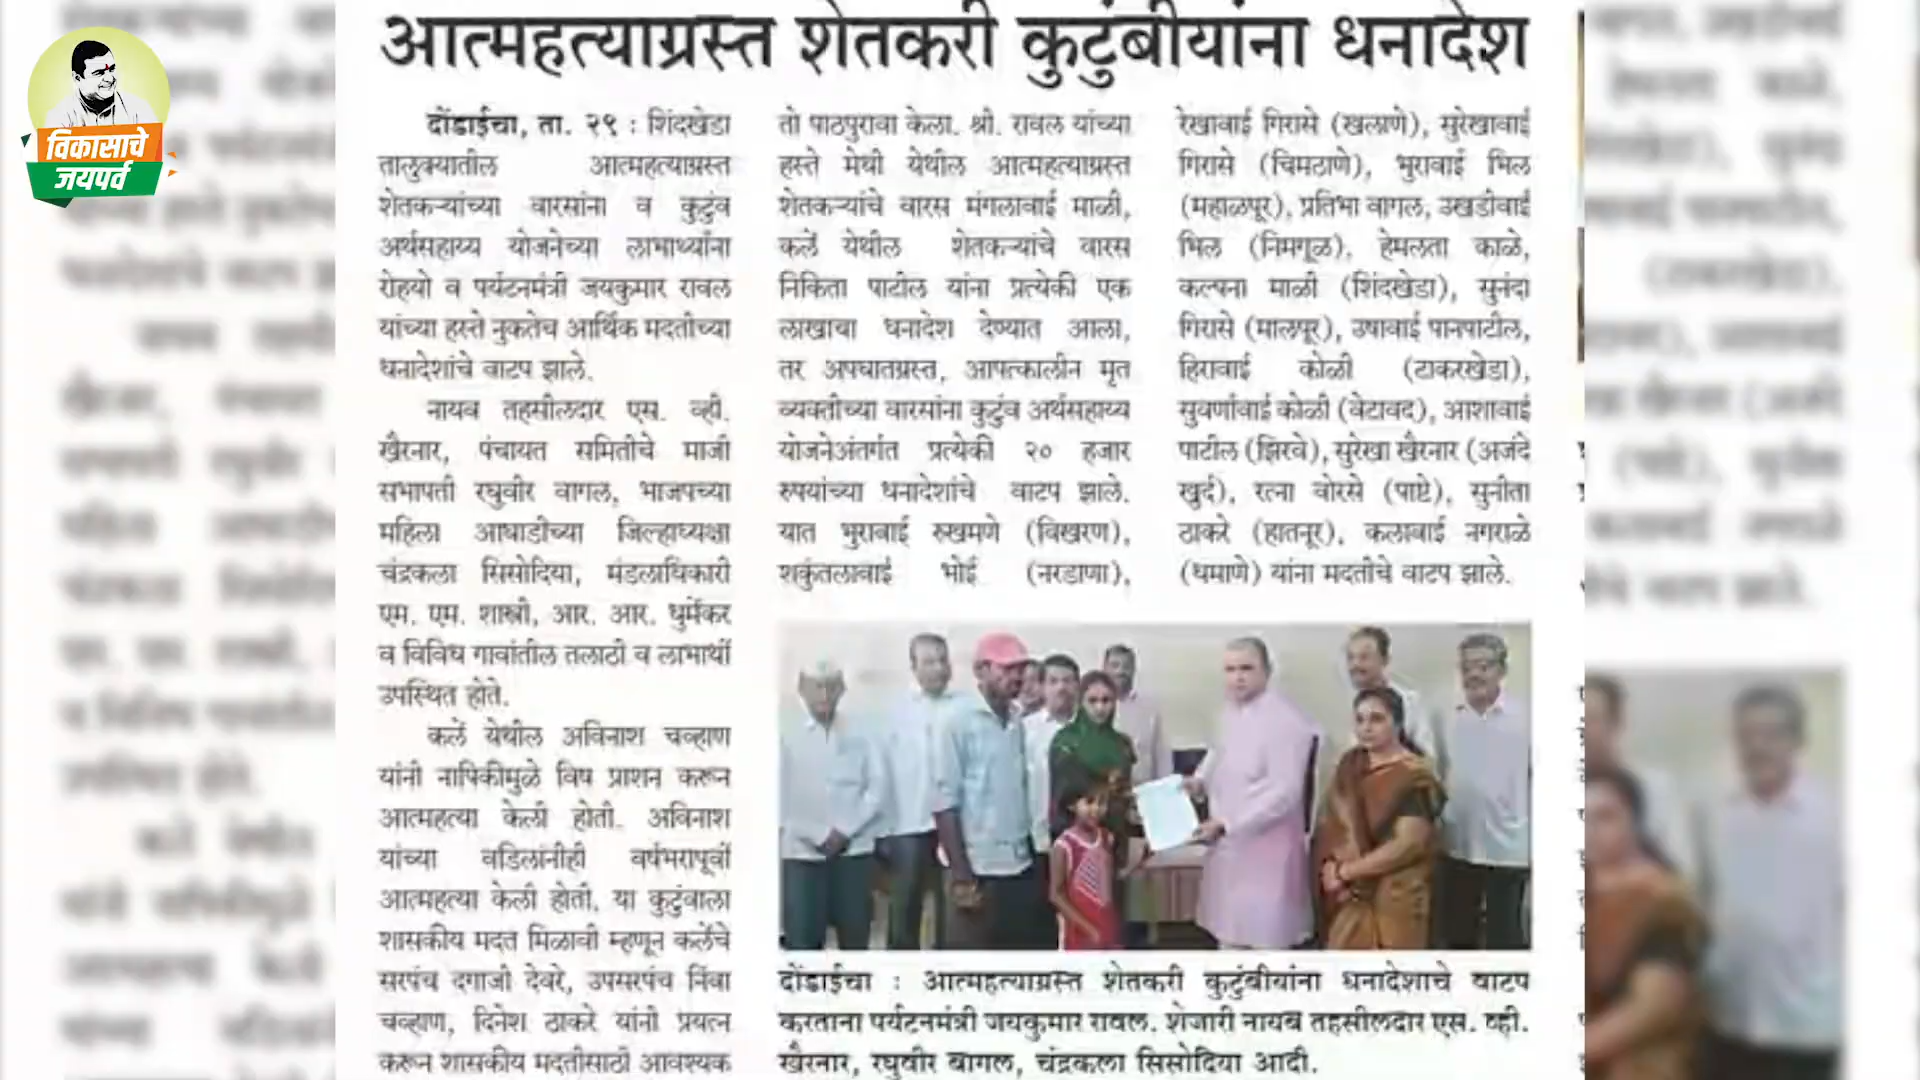 विकासाचे
जयपर्व
आत्महत्याग्रस्त शेतकरी कुटुंबीयांना धनादेश
दोंडाईचा, ता. २९ : शिंदखेडा
तालुक्यातील आत्महत्याग्रस्त
शेतकऱ्यांच्या वारसांना व कुटुंब
अर्थसहाय्य योजनेच्या लाभार्थ्यांना
रोहयो व पर्यटनमंत्री जयकुमार रावल
यांच्या हस्ते नुकतेच आर्थिक मदतीच्या
धनादेशांचे वाटप झाले.
नायब तहसीलदार एस. व्ही.
खैरनार, पंचायत समितीचे माजी
सभापती रघुवीर बागल, भाजपच्या
महिला आघाडीच्या जिल्हाध्यक्षा
चंद्रकला सिसोदिया, मंडलाधिकारी
एम. एम. शास्त्री, आर. आर. धुर्मेकर
व विविध गावांतील तलाठी व लाभार्थी
उपस्थित होते.
कर्ले येथील अविनाश चव्हाण
यांनी नापिकीमुळे विष प्राशन करून
आत्महत्या केली होती. अविनाश
यांच्या वडिलांनीही वर्षभरापूर्वी
आत्महत्या केली होती. या कुटुंबाला
शासकीय मदत मिळावी म्हणून कर्लेचे
सरपंच दगाजी देवरे, उपसरपंच निंबा
चव्हाण, दिनेश ठाकरे यांनी प्रयत्न
करून शासकीय मदतीसाठी आवश्यक
तो पाठपुरावा केला. श्री. रावल यांच्या
हस्ते मेथी येथील आत्महत्याग्रस्त
शेतकऱ्यांचे वारस मंगलाबाई माळी,
कर्ले येथील शेतकऱ्यांचे वारस
निकिता पाटील यांना प्रत्येकी एक
लाखाचा धनादेश देण्यात आला,
तर अपघातग्रस्त, आपत्कालीन मृत
व्यक्तीच्या वारसांना कुटुंब अर्थसहाय्य
योजनेअंतर्गत प्रत्येकी २० हजार
रुपयांच्या धनादेशांचे वाटप झाले.
यात भुराबाई रुखमणे (विखरण),
शकुंतलाबाई भोई (नरडाणा),
रेखाबाई गिरासे (खलाणे), सुरेखाबाई
गिरासे (चिमठाणे), भुराबाई भिल
(महाळपूर), प्रतिभा बागल, उखडीबाई
भिल (निमगूळ), हेमलता काळे,
कल्पना माळी (शिंदखेडा), सुनंदा
गिरासे (मालपूर), उषाबाई पानपाटील,
हिराबाई कोळी (टाकरखेडा),
सुवर्णाबाई कोळी (वेटावद), आशाबाई
पाटील (झिरवे), सुरेखा खैरनार (अजंदे
खुर्द), रत्ना बोरसे (पाष्टे), सुनीता
ठाकरे (हातनूर), कलाबाई नगराळे
(धमाणे) यांना मदतीचे वाटप झाले.
दोंडाईचा : आत्महत्याग्रस्त शेतकरी कुटुंबीयांना धनादेशाचे वाटप
करताना पर्यटनमंत्री जयकुमार रावल. शेजारी नायब तहसीलदार एस. व्ही.
खैरनार, रघुवीर बागल, चंद्रकला सिसोदिया आदी.